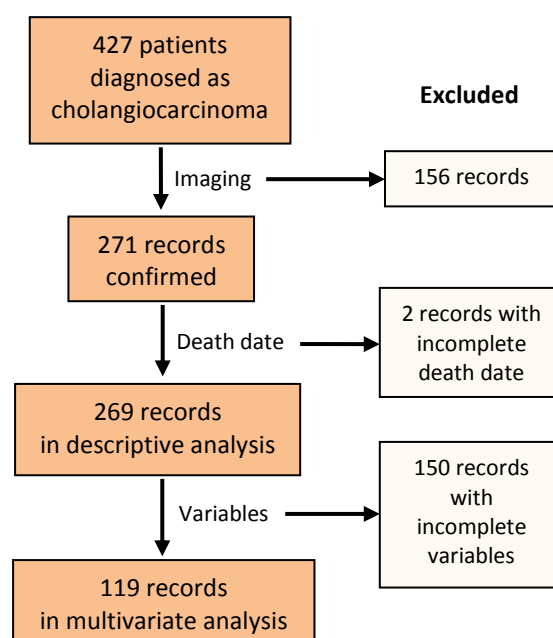 427 patients
diagnosed as
cholangiocarcinoma
Excluded
Imaging
156 records
271 records
confirmed
Death date
2 records with
incomplete
death date
269 records
in descriptive analysis
Variables
150 records
with
incomplete
variables
119 records
in multivariate analysis